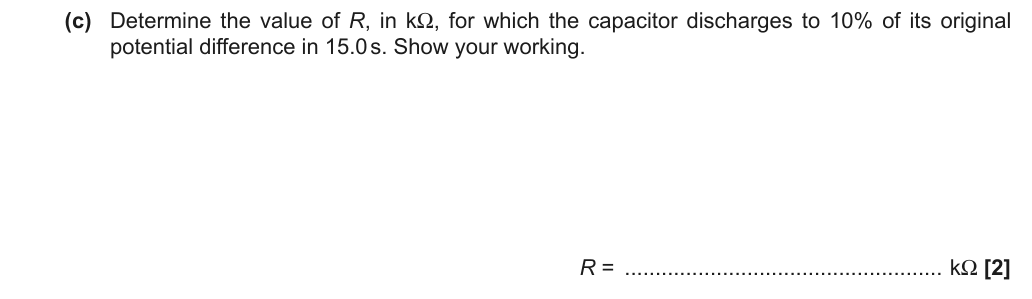 (c) Determine the value of R, in kΩ, for which the capacitor discharges to 10% of its original
potential difference in 15.0 s. Show your working.
R = .................................................... kΩ [2]